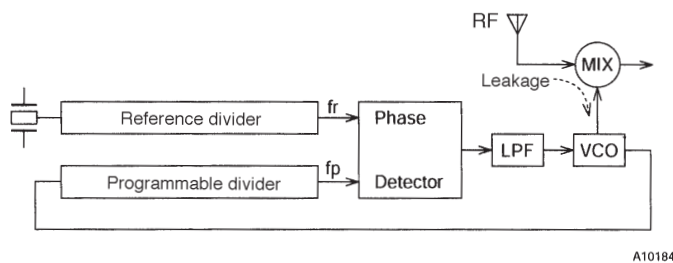 RF
MIX
Leakage
Reference divider
fr
Phase
Detector
LPF
VCO
Programmable divider
fp
A10184